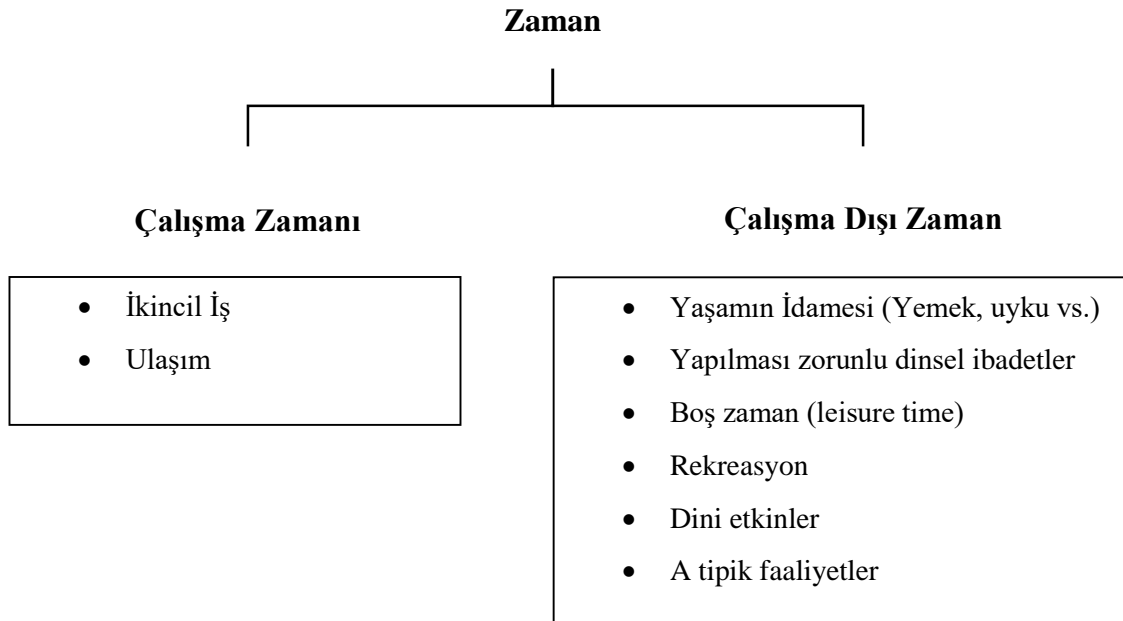 Zaman
Çalışma Zamanı
• İkincil İş
• Ulaşım
Çalışma Dışı Zaman
• Yaşamın İdamesi (Yemek, uyku vs.)
• Yapılması zorunlu dinsel ibadetler
• Boş zaman (leisure time)
• Rekreasyon
• Dini etkinler
• A tipik faaliyetler